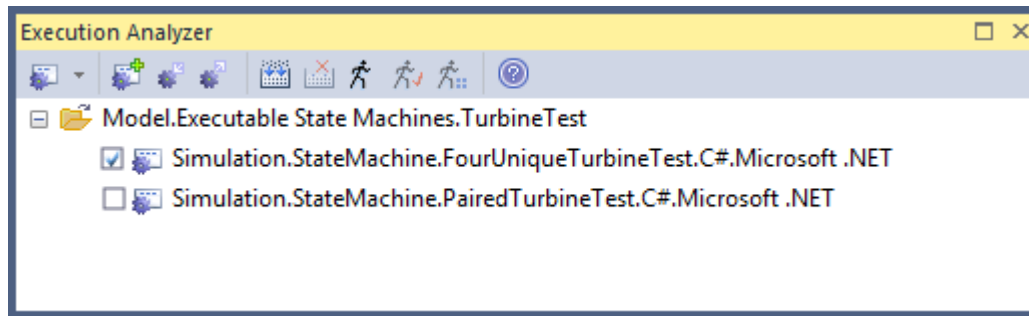 Execution Analyzer
Model.Executable State Machines.TurbineTest
Simulation.StateMachine.FourUniqueTurbineTest.C#.Microsoft .NET
Simulation.StateMachine.PairedTurbineTest.C#.Microsoft .NET